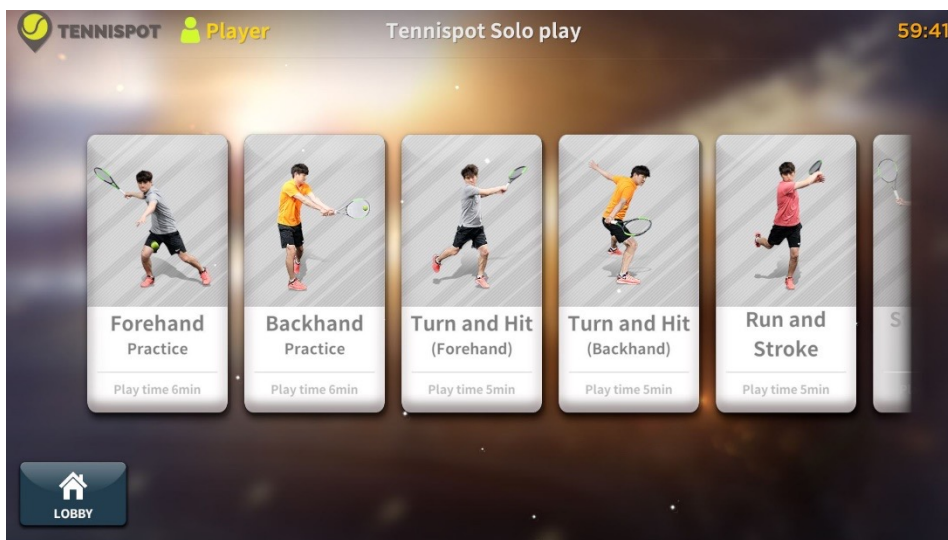 TENNISPOT
Player
Tennispot Solo play
59:41
Forehand
Practice
Play time 6min
Backhand
Practice
Play time 6min
Turn and Hit
(Forehand)
Play time 5min
Turn and Hit
(Backhand)
Play time 5min
Run and
Stroke
Play time 5min
S
LOBBY